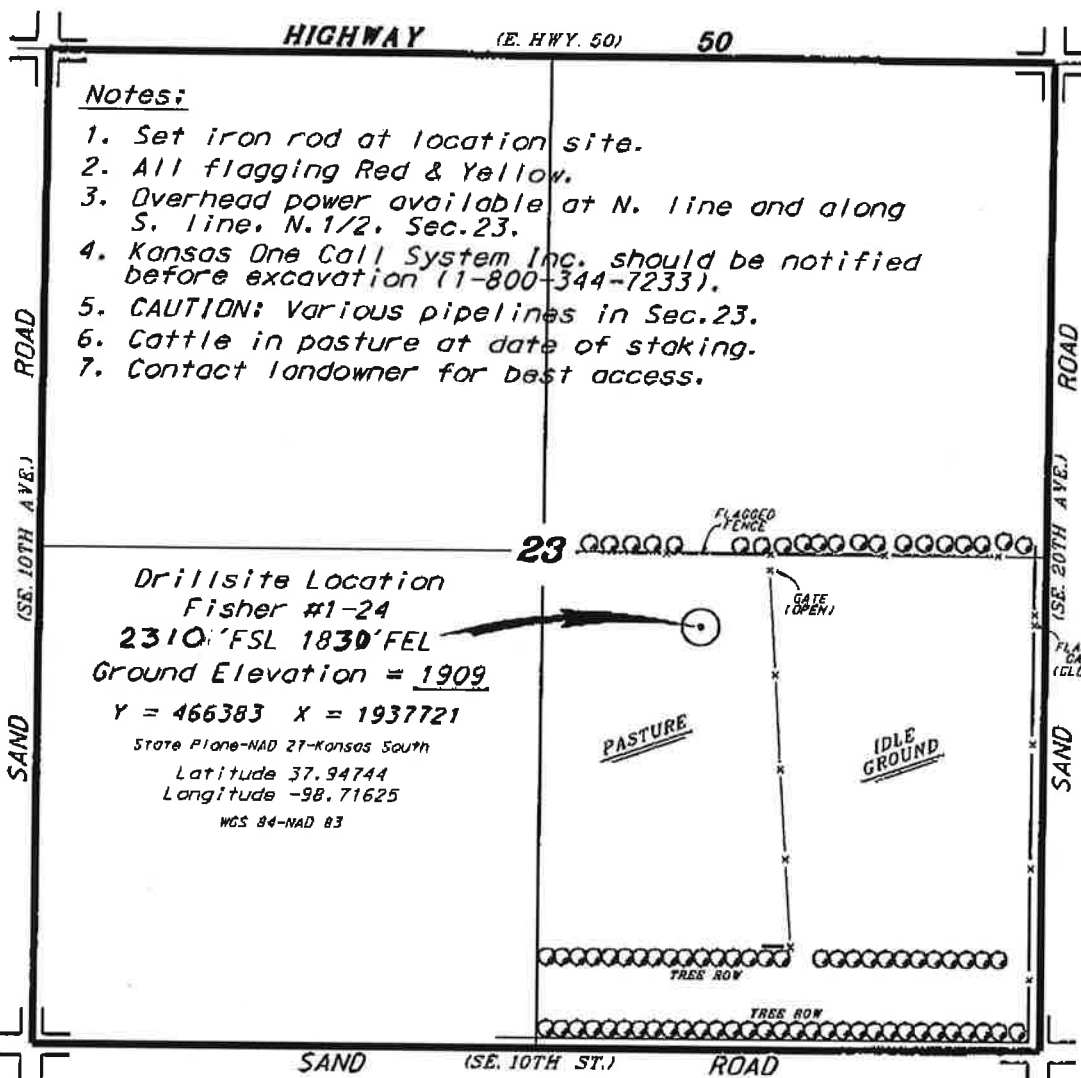 HIGHWAY (E. HWY. 50) 50
Notes:
1. Set iron rod at location site.
2. All flagging Red & Yellow.
3. Overhead power available at N. line and along
S. line. N.1/2. Sec.23.
4. Kansas One Call System Inc. should be notified
before excavation (1-800-344-7233).
5. CAUTION: Various pipelines in Sec.23.
6. Cattle in pasture at date of staking.
7. Contact landowner for best access.
SAND (SE. 10TH AVE.) ROAD
SAND (SE. 20TH AVE.) ROAD
23
FLAGGED
FENCE
GATE
(OPEN)
Drillsite Location
Fisher #1-24
2310'FSL 1830'FEL
Ground Elevation = 1909
Y = 466383 X = 1937721
State Plane-NAD 27-Kansas South
Latitude 37.94744
Longitude -98.71625
WGS 84-NAD 83
PASTURE
IDLE
GROUND
TREE ROW
TREE ROW
SAND (SE. 10TH ST.) ROAD